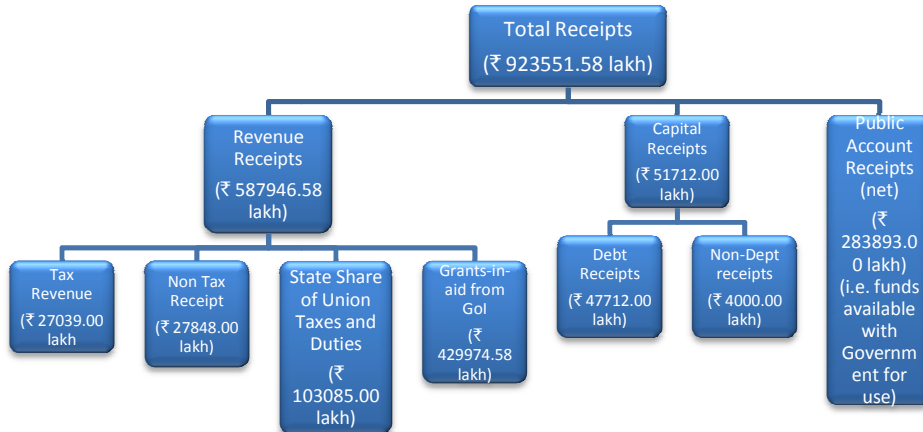 Total Receipts
(₹ 923551.58 lakh)
Revenue
Receipts
(₹ 587946.58
lakh)
Capital
Receipts
(₹ 51712.00
lakh)
Public
Account
Receipts
(net)
(₹
283893.0
0 lakh)
(i.e. funds
available
with
Governm
ent for
use)
Tax
Revenue
(₹ 27039.00
lakh
Non Tax
Receipt
(₹ 27848.00
lakh)
State Share
of Union
Taxes and
Duties
(₹
103085.00
lakh)
Grants-in-
aid from
GoI
(₹
429974.58
lakh)
Debt
Receipts
(₹ 47712.00
lakh)
Non-Dept
receipts
(₹ 4000.00
lakh)